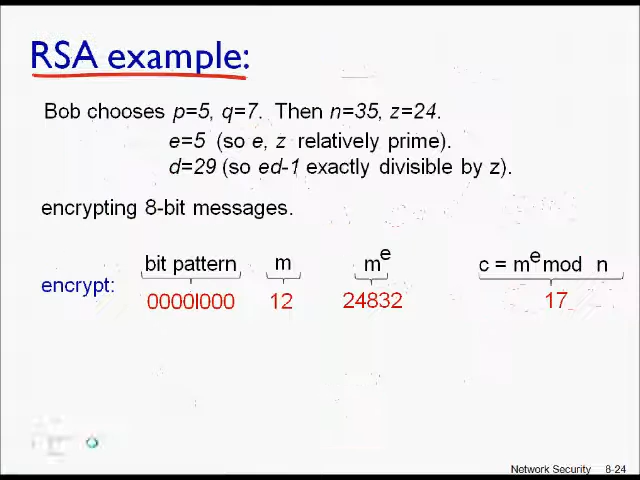 RSA example:
Bob chooses p=5, q=7. Then n=35, z=24.
e=5 (so e, z relatively prime).
d=29 (so ed-1 exactly divisible by z).
encrypting 8-bit messages.
bit pattern m m^e c = m^e mod n
encrypt: 0000l000 12 24832 17
Network Security 8-24